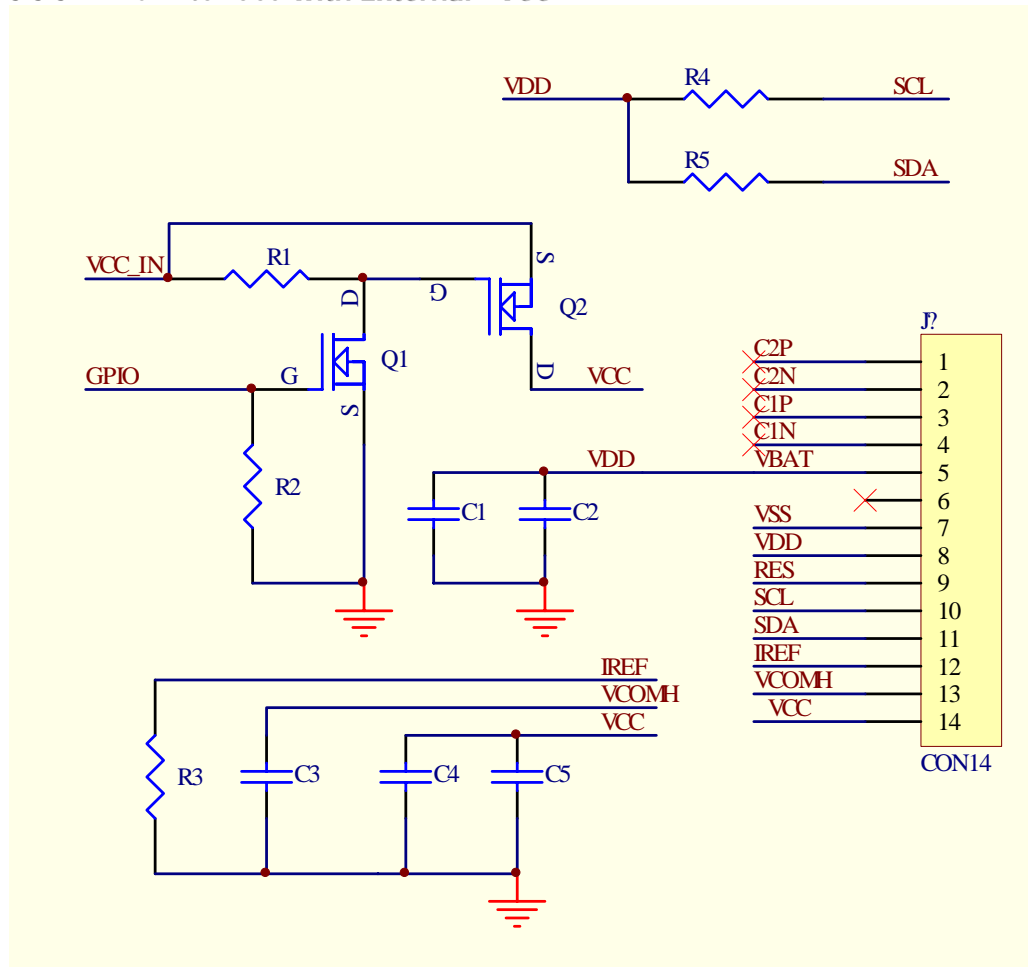 VDD
R4
SCL
R5
SDA
VCC_IN
R1
S
G
D
Q2
D
VCC
GPIO
G
Q1
S
R2
VDD
C1
C2
J?
C2P 1
C2N 2
C1P 3
C1N 4
VBAT 5
6
VSS 7
VDD 8
RES 9
SCL 10
SDA 11
IREF 12
VCOMH 13
VCC 14
CON14
IREF
VCOMH
VCC
R3
C3
C4
C5